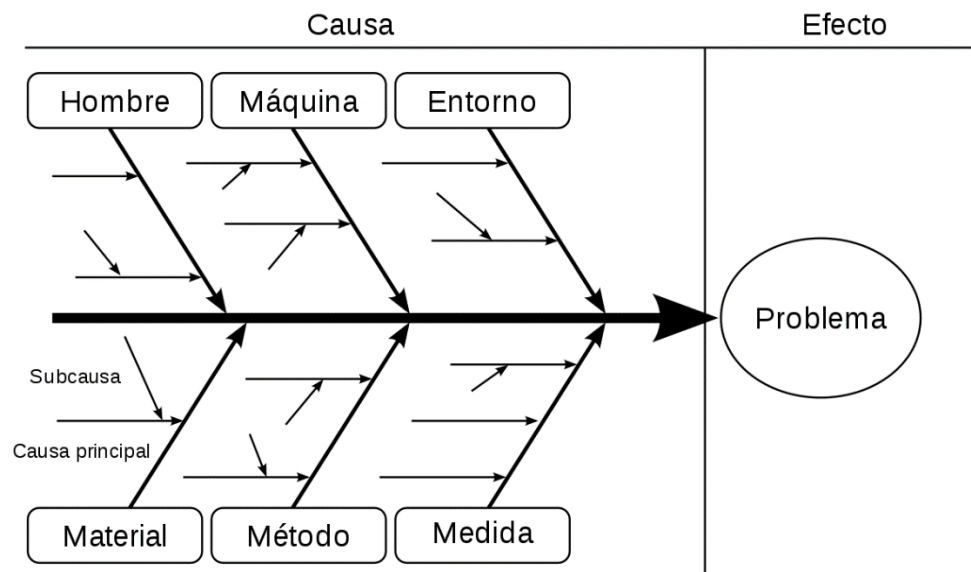 Causa
Efecto
Hombre
Máquina
Entorno
Problema
Subcausa
Causa principal
Material
Método
Medida